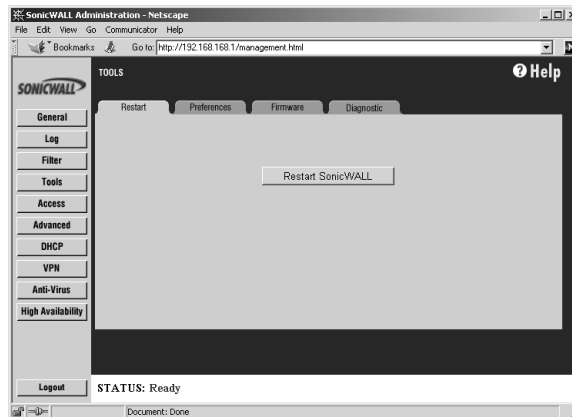 SonicWALL Administration - Netscape
File Edit View Go Communicator Help
Bookmarks Go to: http://192.168.168.1/management.html N
SONICWALL
TOOLS
Help
Restart Preferences Firmware Diagnostic
General
Log
Filter
Tools
Access
Advanced
DHCP
VPN
Anti-Virus
High Availability
Restart SonicWALL
Logout
STATUS: Ready
Document: Done